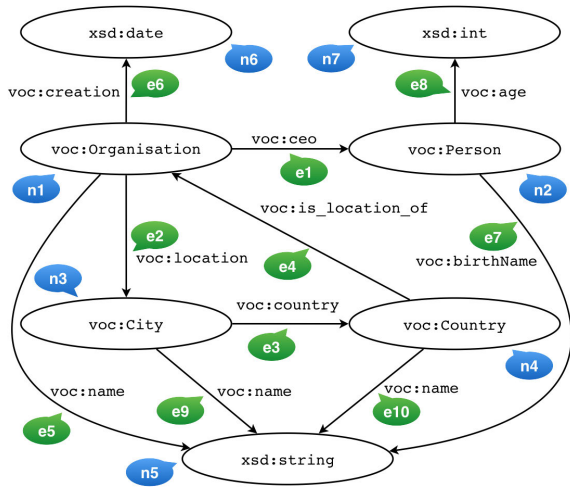 xsd:date
xsd:int
n6
n7
voc:creation
e6
e8
voc:age
voc:Organisation
voc:ceo
voc:Person
n1
e1
n2
voc:is_location_of
e2
e7
voc:location
e4
voc:birthName
n3
voc:City
voc:country
voc:Country
e3
n4
voc:name
voc:name
voc:name
e5
e9
e10
xsd:string
n5